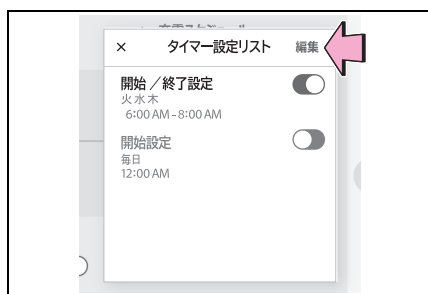 × タイマー設定リスト 編集
開始／終了設定
火水木
6:00 AM - 8:00 AM
開始設定
毎日
12:00 AM